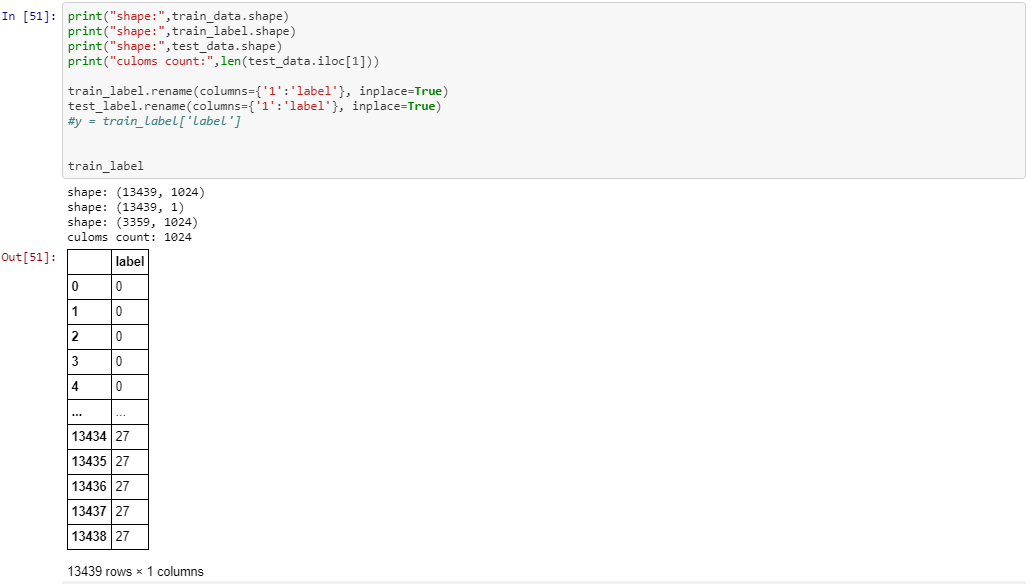 In [51]: print("shape:",train_data.shape)
print("shape:",train_label.shape)
print("shape:",test_data.shape)
print("culoms count:",len(test_data.iloc[1]))
train_label.rename(columns={'1':'label'}, inplace=True)
test_label.rename(columns={'1':'label'}, inplace=True)
#y = train_label['label']
train_label
shape: (13439, 1024)
shape: (13439, 1)
shape: (3359, 1024)
culoms count: 1024
Out[51]:
label
0 0
1 0
2 0
3 0
4 0
... ...
13434 27
13435 27
13436 27
13437 27
13438 27
13439 rows × 1 columns